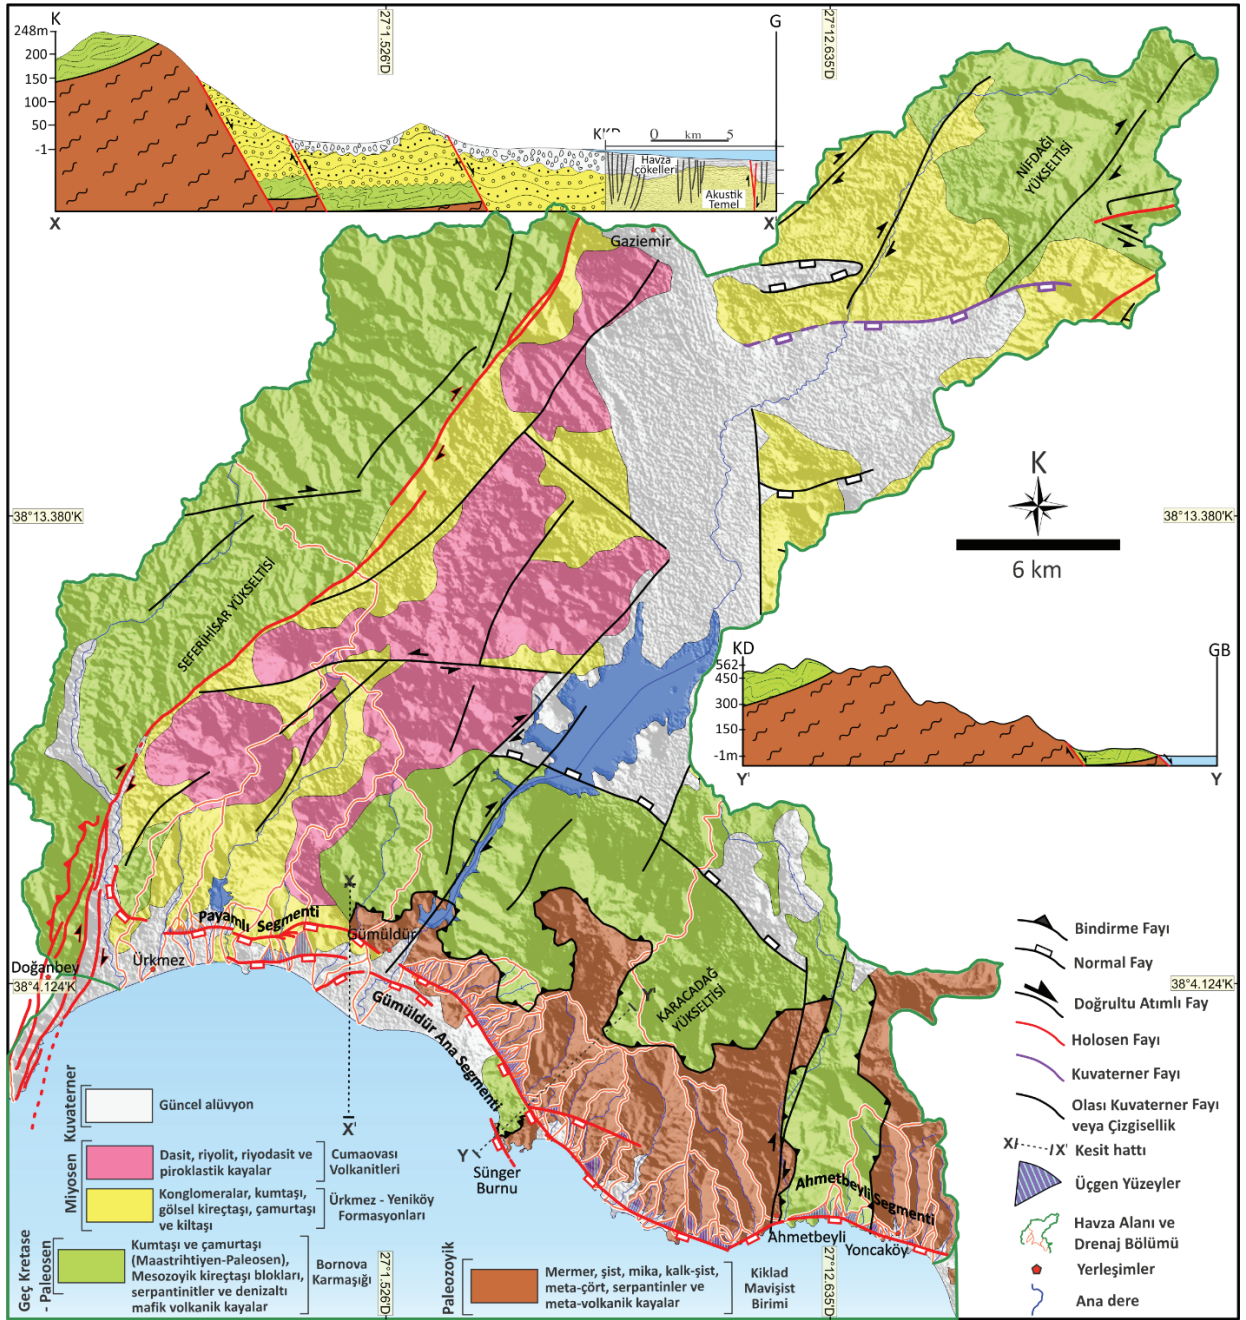 K
G
248m
200
150
100
50
-1
X
X'
0 km 5
Havza
çökelleri
Akustik
Temel
27°1.526'D
27°12.635'D
Gaziemir
NİFDAĞI
YÜKSELTİSİ
38°13.380'K
38°13.380'K
K
6 km
SEFERİHİSAR YÜKSELTİSİ
KD
GB
562
450
300
150
-1m
Y'
Y
X
Payamlı Segmenti
Gümüldür
Ürkmez
Doğanbey
38°4.124'K
38°4.124'K
Gümüldür Ana Segmenti
KARACADAĞ
YÜKSELTİSİ
Y'
X'
Y
Sünger
Burnu
Ahmetbeyli Segmenti
Ahmetbeyli
Yoncaköy
Bindirme Fayı
Normal Fay
Doğrultu Atımlı Fay
Holosen Fayı
Kuvaterner Fayı
Olası Kuvaterner Fayı
veya Çizgisellik
X X' Kesit hattı
Üçgen Yüzeyler
Havza Alanı ve
Drenaj Bölümü
Yerleşimler
Ana dere
Kuvaterner
Güncel alüvyon
Miyosen
Dasit, riyolit, riyodasit ve
piroklastik kayalar
Cumaovası
Volkanitleri
Konglomeralar, kumtaşı,
gölsel kireçtaşı, çamurtaşı
ve kiltaşı
Ürkmez - Yeniköy
Formasyonları
Geç Kretase
- Paleosen
Kumtaşı ve çamurtaşı
(Maastrihtiyen-Paleosen),
Mesozoyik kireçtaşı blokları,
serpantinitler ve denizaltı
mafik volkanik kayalar
Bornova
Karmaşığı
Paleozoyik
Mermer, şist, mika, kalk-şist,
meta-çört, serpantinler ve
meta-volkanik kayalar
Kiklad
Mavişist
Birimi
27°1.526'D
27°12.635'D